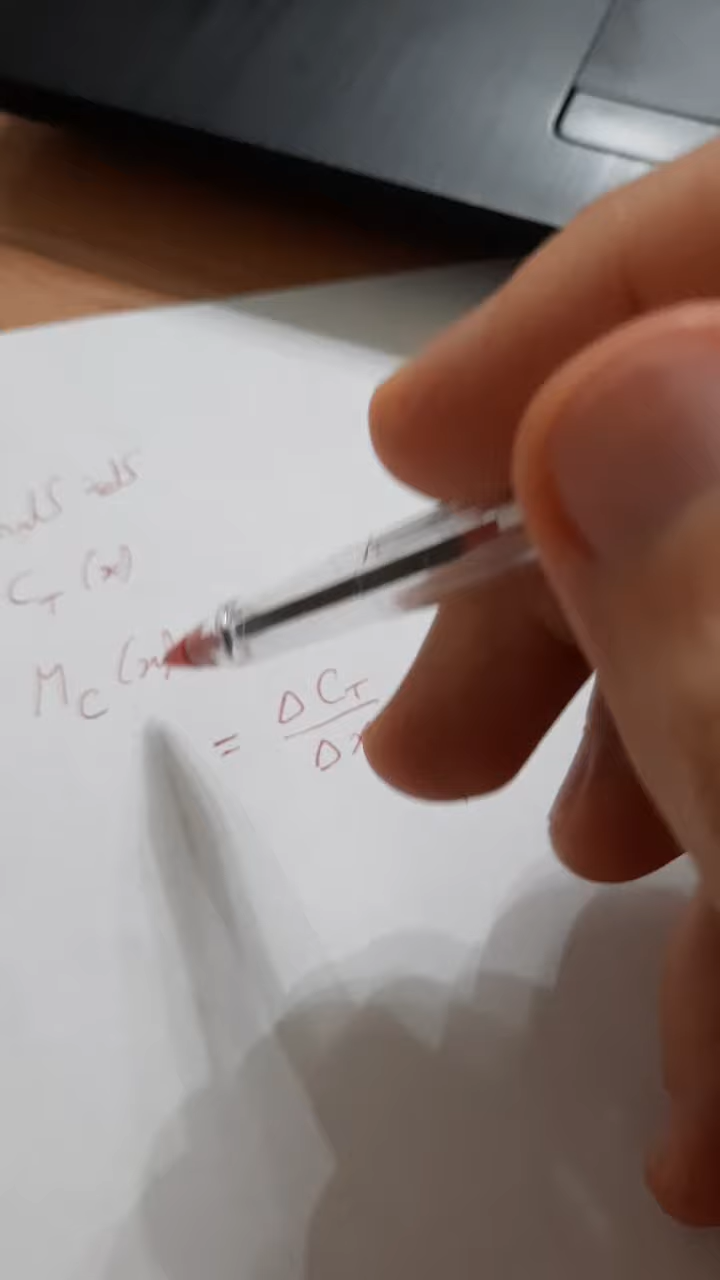 C_T (x)
M_C (x)
= ΔC_T / Δx